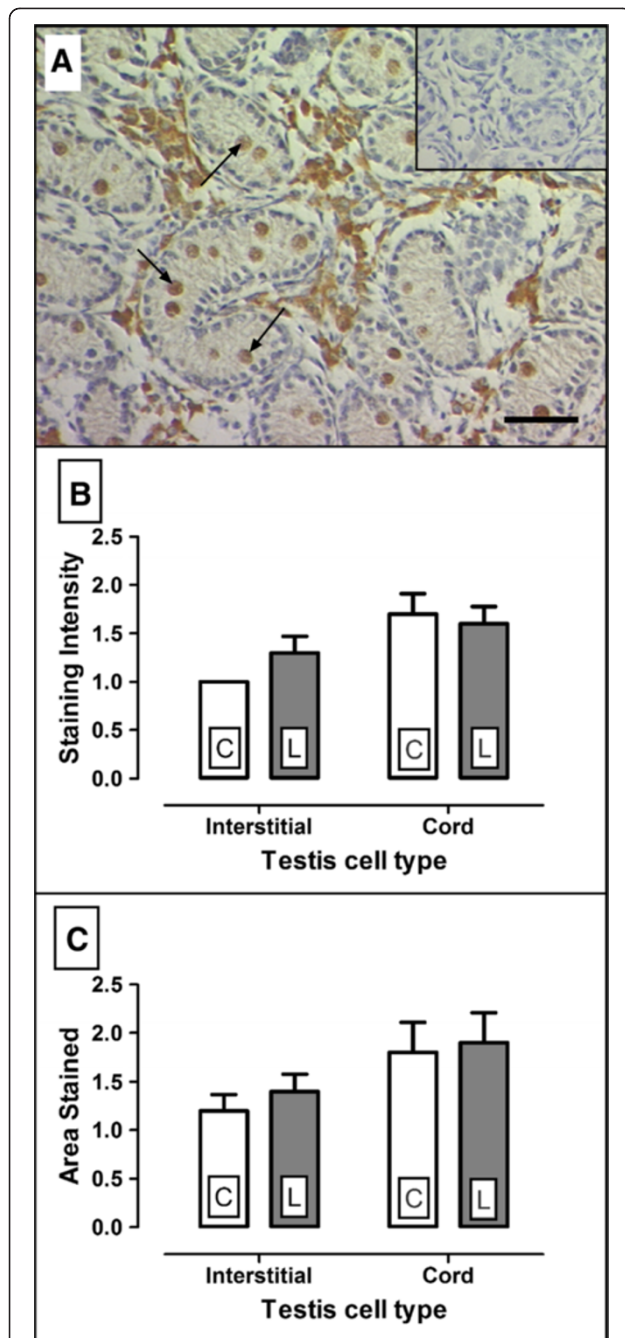 A
B
Staining Intensity
2.5
2.0
1.5
1.0
0.5
0.0
C
L
C
L
Interstitial
Cord
Testis cell type
C
Area Stained
2.5
2.0
1.5
1.0
0.5
0.0
C
L
C
L
Interstitial
Cord
Testis cell type